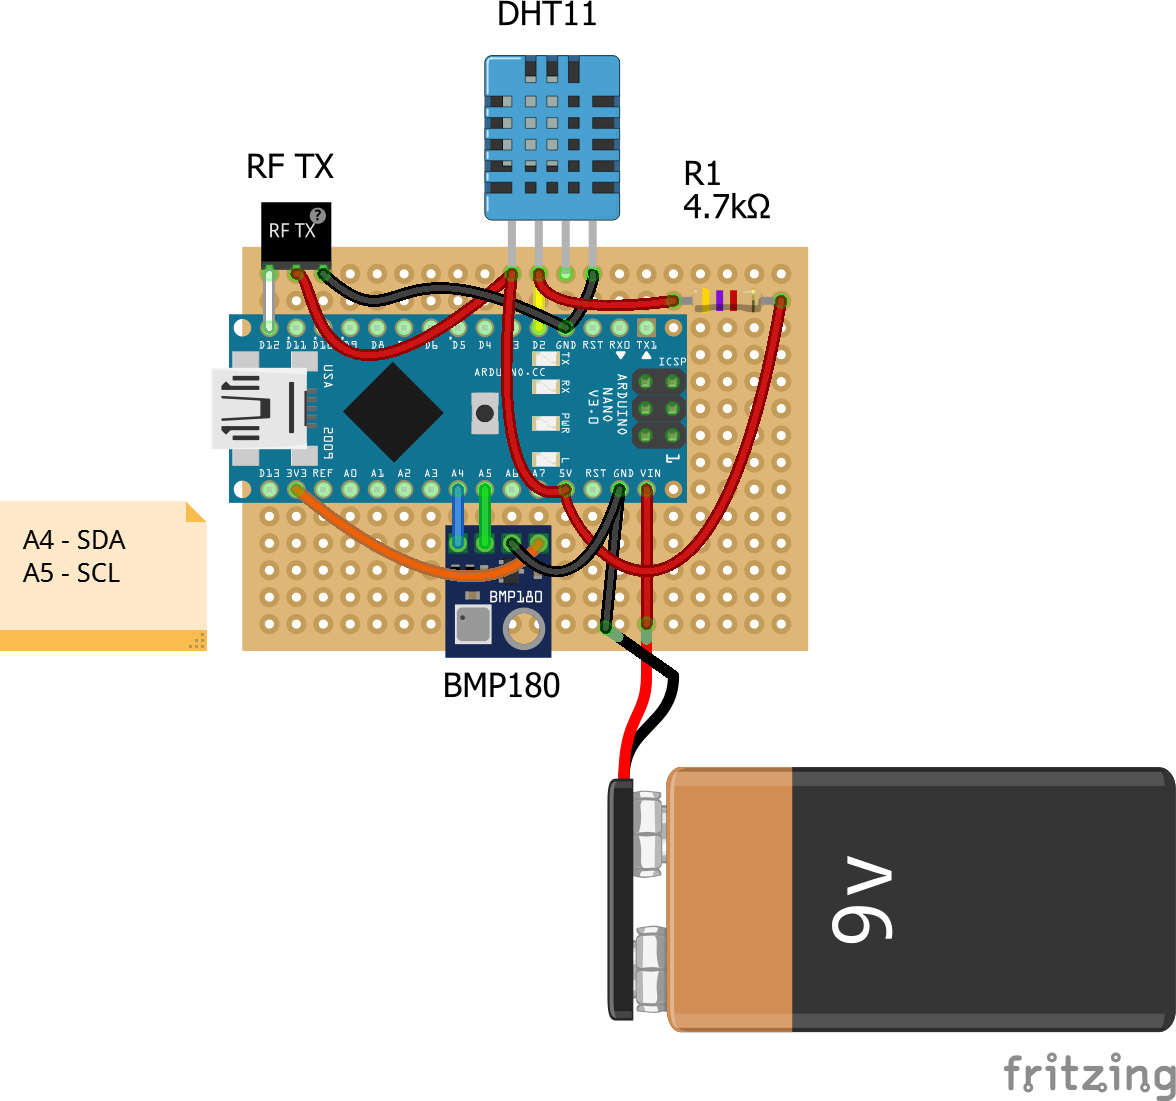 DHT11
RF TX
R1
4.7kΩ
?
RF TX
D12 D11 D10 D9 D8 D7 D6 D5 D4 D3 D2 GND RST RX0 TX1
TX
RX
PWR
L
USA
2009
ARDUINO.CC
ARDUINO
NANO
V3.0
ICSP
1
D13 3V3 REF A0 A1 A2 A3 A4 A5 A6 A7 5V RST GND VIN
A4 - SDA
A5 - SCL
BMP180
BMP180
9v
fritzing